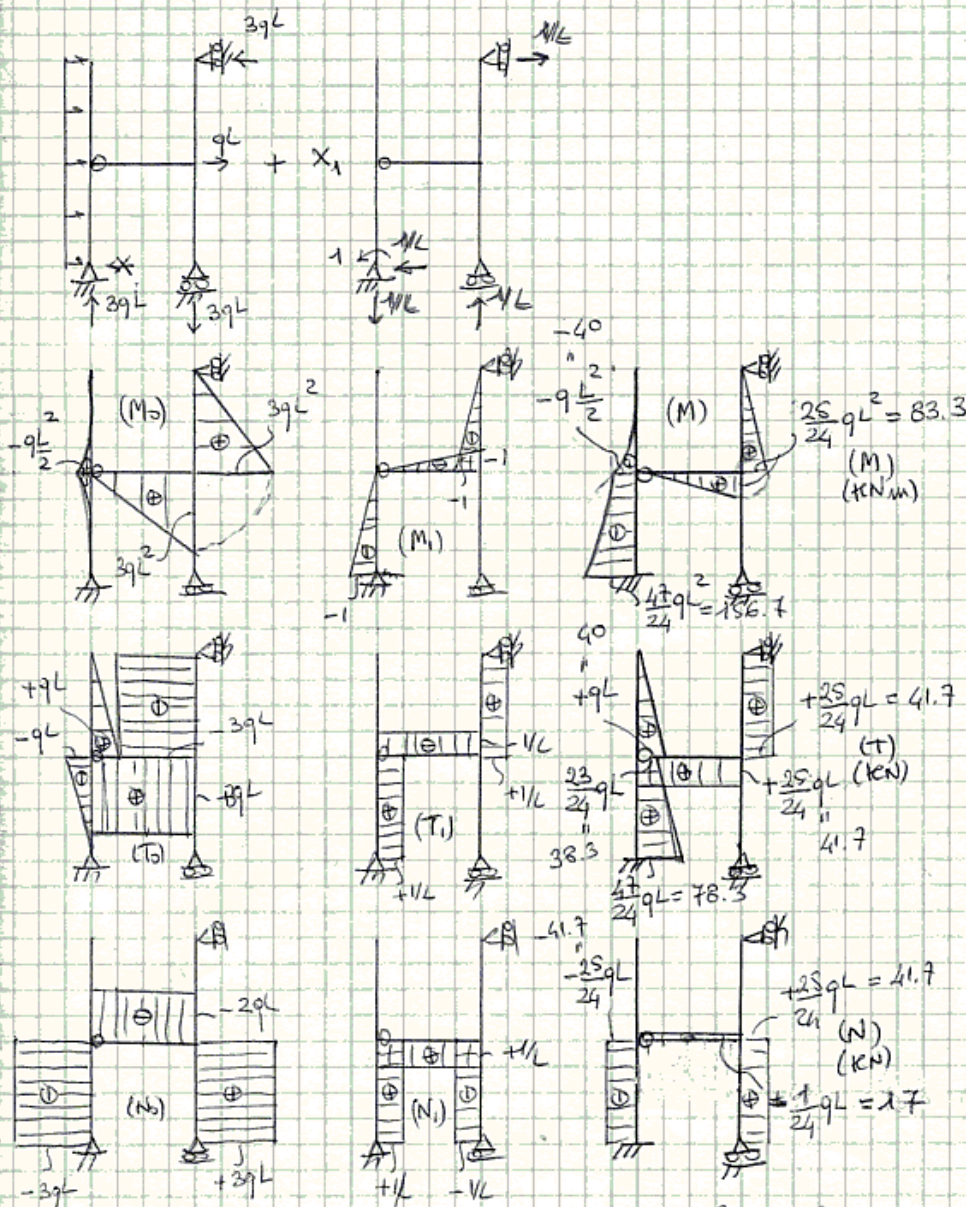 3qL
1/L
qL
+ X₁
1
1/L
3qL
3qL
1/L
1/L
-qL²/2
(M₀)
3qL²
3qL²
-1
-1
(M₁)
-1
-40
"
-qL²/2
(M)
25/24 qL² = 83.3
(M)
(KNm)
47/24 qL² = 156.7
+qL
-qL
-3qL
(T₀)
-1/L
+1/L
(T₁)
+1/L
40
"
+qL
23/24 qL
"
38.3
+25/24 qL = 41.7
(T)
(KN)
+25/24 qL
"
41.7
47/24 qL = 78.3
-2qL
(N₀)
-3qL
+3qL
+1/L
(N₁)
+1/L
-1/L
-41.7
"
-25/24 qL
+25/24 qL = 41.7
(N)
(KN)
1/24 qL = 1.7